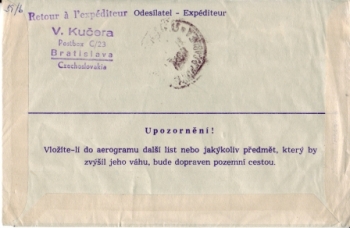 Retour à l'expéditeur Odesilatel - Expéditeur
V. Kučera
Postbox C/23
Bratislava
Czechoslovakia
Upozornění!
Vložíte-li do aerogramu další list nebo jakýkoliv předmět, který by
zvýšil jeho váhu, bude dopraven pozemní cestou.